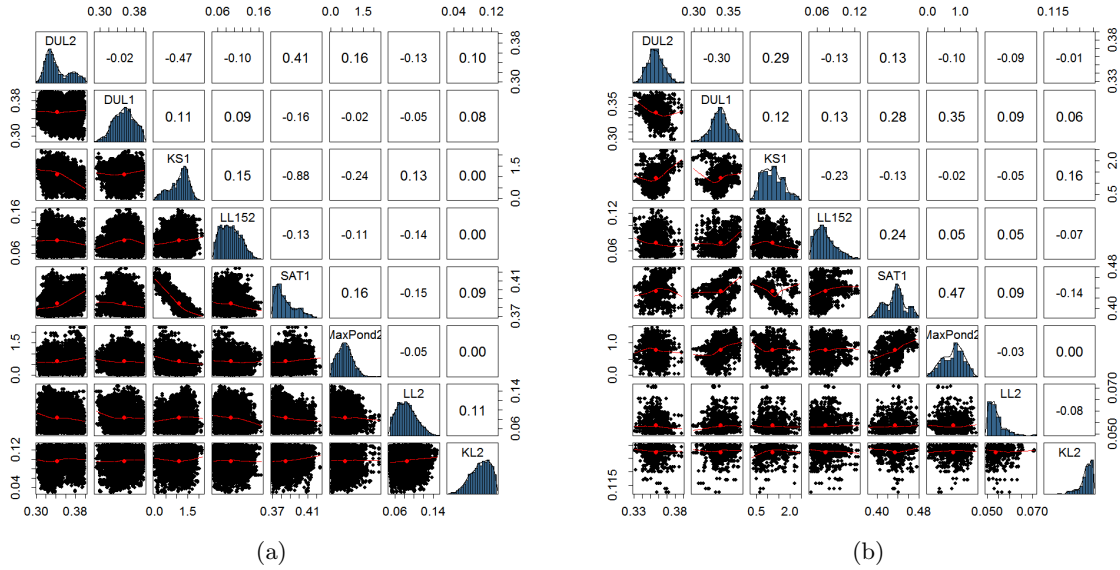 0.30 0.36 0.06 0.16 0.0 1.5 0.04 0.12
DUL2 -0.02 -0.47 -0.10 0.41 0.16 -0.13 0.10 0.30 0.38
0.30 0.38 DUL1 0.11 0.09 -0.16 -0.02 -0.05 0.08
KS1 0.15 -0.88 -0.24 0.13 0.00 0.0 1.5
0.06 0.16 LL152 -0.13 -0.11 -0.14 0.00
SAT1 0.16 -0.15 0.09 0.37 0.41
0.0 1.5 MaxPond2 -0.05 0.00
LL2 0.11 0.06 0.14
0.04 0.12 KL2
0.30 0.38 0.0 1.5 0.37 0.41 0.06 0.14
(a)
0.30 0.35 0.06 0.12 0.0 1.0 0.115
DUL2 -0.30 0.29 -0.13 0.13 -0.10 -0.09 -0.01 0.33 0.38
0.30 0.35 DUL1 0.12 0.13 0.28 0.35 0.09 0.06
KS1 -0.23 -0.13 -0.02 -0.05 0.16 0.5 2.0
0.06 0.12 LL152 0.24 0.05 0.05 -0.07
SAT1 0.47 0.09 -0.14 0.40 0.48
0.0 1.0 MaxPond2 -0.03 0.00
LL2 -0.08 0.050 0.070
0.115 KL2
0.33 0.38 0.5 2.0 0.40 0.48 0.050 0.070
(b)